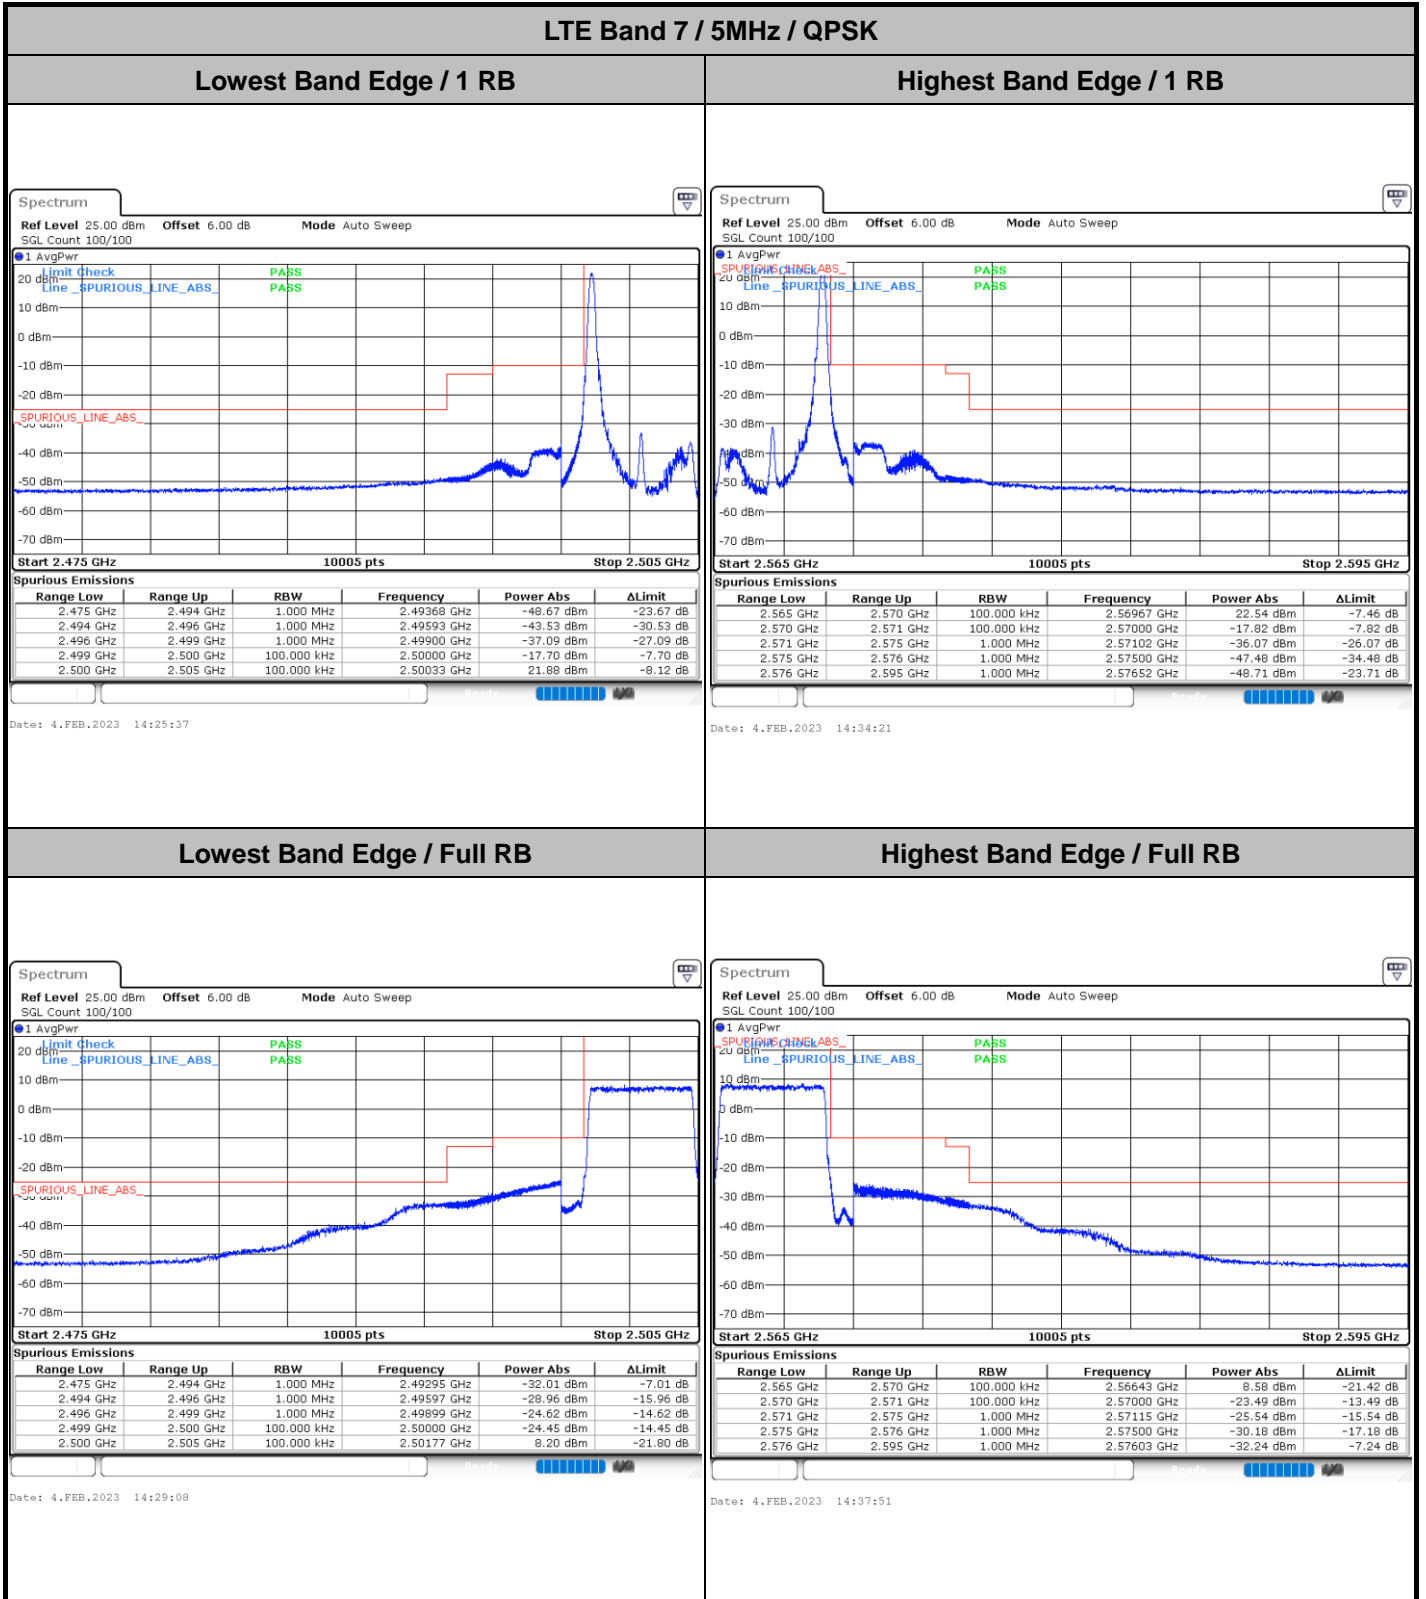 LTE Band 7 / 5MHz / QPSK
Lowest Band Edge / 1 RB
Highest Band Edge / 1 RB
Spectrum
Ref Level 25.00 dBm Offset 6.00 dB Mode Auto Sweep
SGL Count 100/100
1 AvgPwr
Limit Check PASS
20 dBm
Line _SPURIOUS_LINE_ABS_ PASS
10 dBm
0 dBm
-10 dBm
-20 dBm
_SPURIOUS_LINE_ABS_
-30 dBm
-40 dBm
-50 dBm
-60 dBm
-70 dBm
Start 2.475 GHz 10005 pts Stop 2.505 GHz
Spurious Emissions
Range Low Range Up RBW Frequency Power Abs ΔLimit
2.475 GHz 2.494 GHz 1.000 MHz 2.49368 GHz -48.67 dBm -23.67 dB
2.494 GHz 2.496 GHz 1.000 MHz 2.49593 GHz -43.53 dBm -30.53 dB
2.496 GHz 2.499 GHz 1.000 MHz 2.49900 GHz -37.09 dBm -27.09 dB
2.499 GHz 2.500 GHz 100.000 kHz 2.50000 GHz -17.70 dBm -7.70 dB
2.500 GHz 2.505 GHz 100.000 kHz 2.50033 GHz 21.88 dBm -8.12 dB
Ready
Date: 4.FEB.2023 14:25:37
Spectrum
Ref Level 25.00 dBm Offset 6.00 dB Mode Auto Sweep
SGL Count 100/100
1 AvgPwr
_SPURIOUS_LINE_ABS_
Limit Check PASS
20 dBm
Line _SPURIOUS_LINE_ABS_ PASS
10 dBm
0 dBm
-10 dBm
-20 dBm
-30 dBm
-40 dBm
-50 dBm
-60 dBm
-70 dBm
Start 2.565 GHz 10005 pts Stop 2.595 GHz
Spurious Emissions
Range Low Range Up RBW Frequency Power Abs ΔLimit
2.565 GHz 2.570 GHz 100.000 kHz 2.56967 GHz 22.54 dBm -7.46 dB
2.570 GHz 2.571 GHz 100.000 kHz 2.57000 GHz -17.82 dBm -7.82 dB
2.571 GHz 2.575 GHz 1.000 MHz 2.57102 GHz -36.07 dBm -26.07 dB
2.575 GHz 2.576 GHz 1.000 MHz 2.57500 GHz -47.48 dBm -34.48 dB
2.576 GHz 2.595 GHz 1.000 MHz 2.57652 GHz -48.71 dBm -23.71 dB
Ready
Date: 4.FEB.2023 14:34:21
Lowest Band Edge / Full RB
Highest Band Edge / Full RB
Spectrum
Ref Level 25.00 dBm Offset 6.00 dB Mode Auto Sweep
SGL Count 100/100
1 AvgPwr
Limit Check PASS
20 dBm
Line _SPURIOUS_LINE_ABS_ PASS
10 dBm
0 dBm
-10 dBm
-20 dBm
_SPURIOUS_LINE_ABS_
-30 dBm
-40 dBm
-50 dBm
-60 dBm
-70 dBm
Start 2.475 GHz 10005 pts Stop 2.505 GHz
Spurious Emissions
Range Low Range Up RBW Frequency Power Abs ΔLimit
2.475 GHz 2.494 GHz 1.000 MHz 2.49295 GHz -32.01 dBm -7.01 dB
2.494 GHz 2.496 GHz 1.000 MHz 2.49597 GHz -28.96 dBm -15.96 dB
2.496 GHz 2.499 GHz 1.000 MHz 2.49899 GHz -24.62 dBm -14.62 dB
2.499 GHz 2.500 GHz 100.000 kHz 2.50000 GHz -24.45 dBm -14.45 dB
2.500 GHz 2.505 GHz 100.000 kHz 2.50177 GHz 8.20 dBm -21.80 dB
Ready
Date: 4.FEB.2023 14:29:08
Spectrum
Ref Level 25.00 dBm Offset 6.00 dB Mode Auto Sweep
SGL Count 100/100
1 AvgPwr
_SPURIOUS_LINE_ABS_
Limit Check PASS
20 dBm
Line _SPURIOUS_LINE_ABS_ PASS
10 dBm
0 dBm
-10 dBm
-20 dBm
-30 dBm
-40 dBm
-50 dBm
-60 dBm
-70 dBm
Start 2.565 GHz 10005 pts Stop 2.595 GHz
Spurious Emissions
Range Low Range Up RBW Frequency Power Abs ΔLimit
2.565 GHz 2.570 GHz 100.000 kHz 2.56643 GHz 8.58 dBm -21.42 dB
2.570 GHz 2.571 GHz 100.000 kHz 2.57000 GHz -23.49 dBm -13.49 dB
2.571 GHz 2.575 GHz 1.000 MHz 2.57115 GHz -25.54 dBm -15.54 dB
2.575 GHz 2.576 GHz 1.000 MHz 2.57500 GHz -30.18 dBm -17.18 dB
2.576 GHz 2.595 GHz 1.000 MHz 2.57603 GHz -32.24 dBm -7.24 dB
Ready
Date: 4.FEB.2023 14:37:51